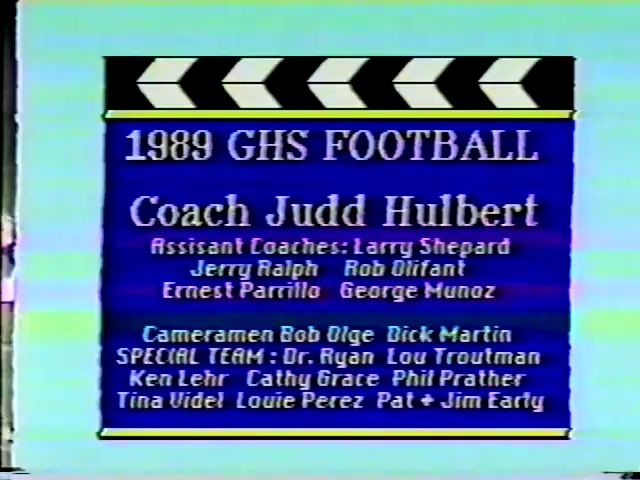 1989 GHS FOOTBALL
Coach Judd Hulbert
Assisant Coaches: Larry Shepard
Jerry Ralph Rob Olifant
Ernest Parrillo George Munoz
Cameramen Bob Olge Dick Martin
SPECIAL TEAM : Dr. Ryan Lou Troutman
Ken Lehr Cathy Grace Phil Prather
Tina Videl Louie Perez Pat + Jim Early